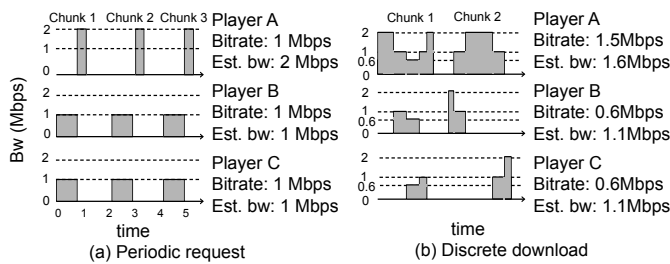 Chunk 1 Chunk 2 Chunk 3
Player A
Bitrate: 1 Mbps
Est. bw: 2 Mbps
2
1
0
Player B
Bitrate: 1 Mbps
Est. bw: 1 Mbps
2
1
0
Player C
Bitrate: 1 Mbps
Est. bw: 1 Mbps
2
1
0
Bw (Mbps)
0 1 2 3 4 5
time
(a) Periodic request
Chunk 1 Chunk 2
Player A
Bitrate: 1.5Mbps
Est. bw: 1.6Mbps
2
1
0.6
Player B
Bitrate: 0.6Mbps
Est. bw: 1.1Mbps
2
1
0.6
Player C
Bitrate: 0.6Mbps
Est. bw: 1.1Mbps
2
1
0.6
time
(b) Discrete download